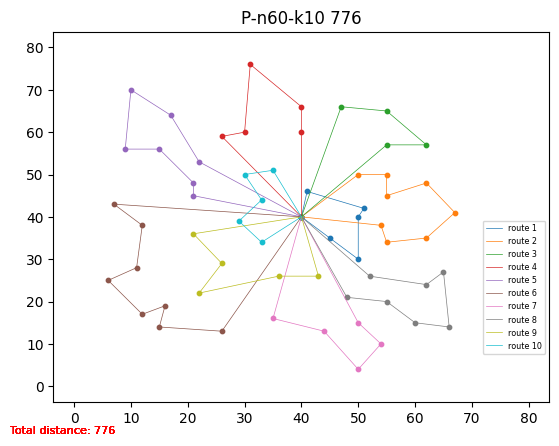 P-n60-k10 776
80
70
60
50
40
30
20
10
0
route 1
route 2
route 3
route 4
route 5
route 6
route 7
route 8
route 9
route 10
0 10 20 30 40 50 60 70 80
Total distance: 776